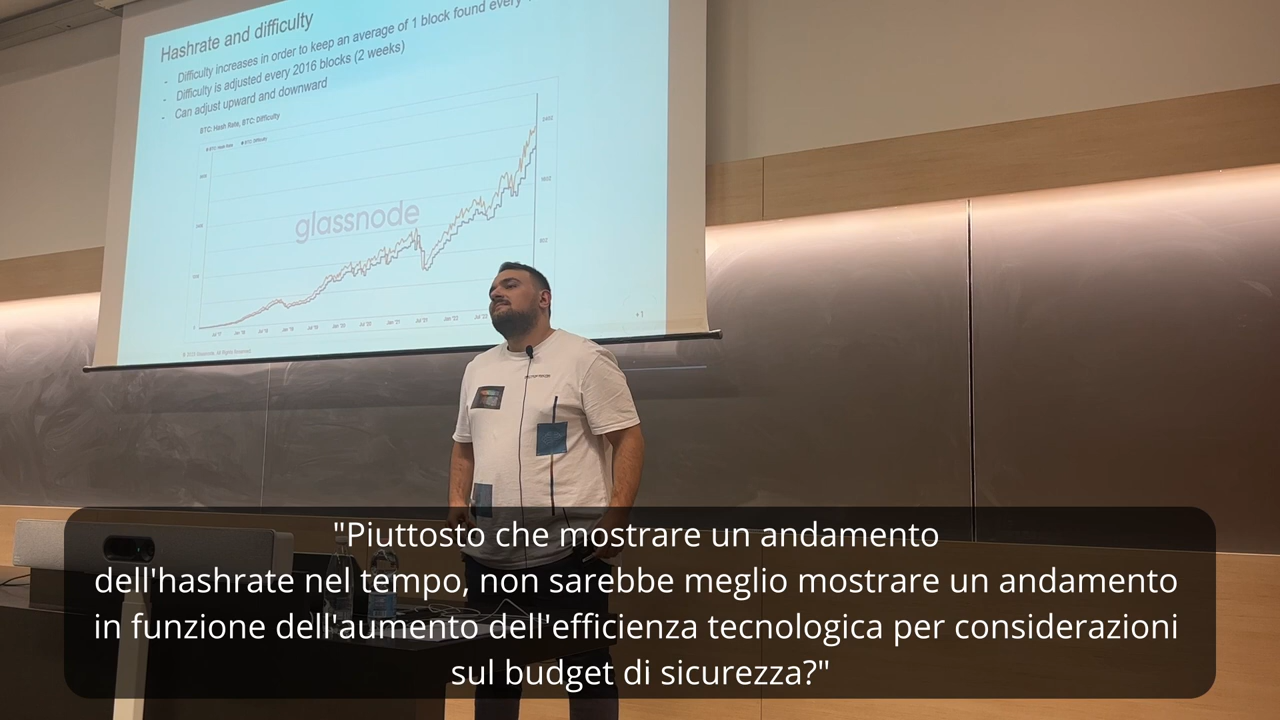 Hashrate and difficulty
- Difficulty increases in order to keep an average of 1 block found every
- Difficulty is adjusted every 2016 blocks (2 weeks)
- Can adjust upward and downward
BTC: Hash Rate, BTC: Difficulty
glassnode
"Piuttosto che mostrare un andamento
dell'hashrate nel tempo, non sarebbe meglio mostrare un andamento
in funzione dell'aumento dell'efficienza tecnologica per considerazioni
sul budget di sicurezza?"